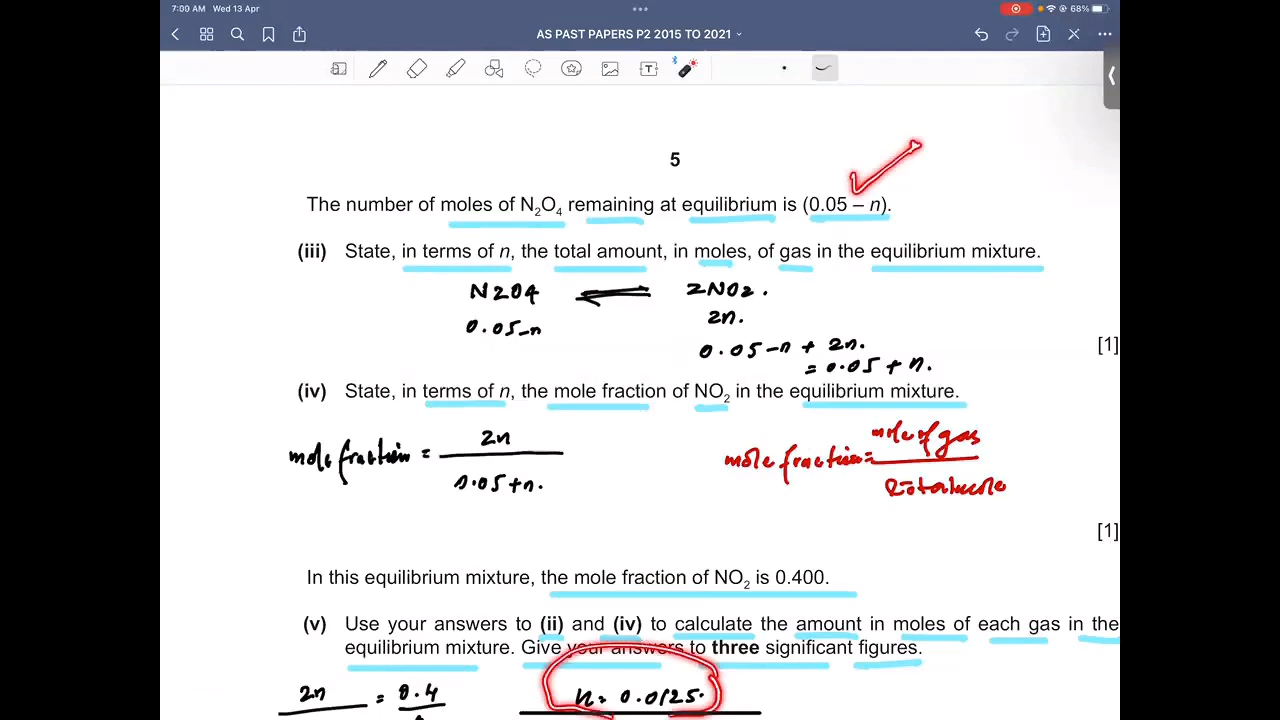 7:00 AM Wed 13 Apr
68%
AS PAST PAPERS P2 2015 TO 2021
T
5
The number of moles of N₂O₄ remaining at equilibrium is (0.05 – n).
(iii) State, in terms of n, the total amount, in moles, of gas in the equilibrium mixture.
N2O4 ⇌ 2NO2.
0.05-n 2n.
0.05-n + 2n.
= 0.05 + n.
[1]
(iv) State, in terms of n, the mole fraction of NO₂ in the equilibrium mixture.
mole fraction = 2n
0.05+n.
mole fraction = mole of gas
[1]
In this equilibrium mixture, the mole fraction of NO₂ is 0.400.
(v) Use your answers to (ii) and (iv) to calculate the amount in moles of each gas in the
equilibrium mixture. Give your answers to three significant figures.
2n = 0.4
n= 0.0125.